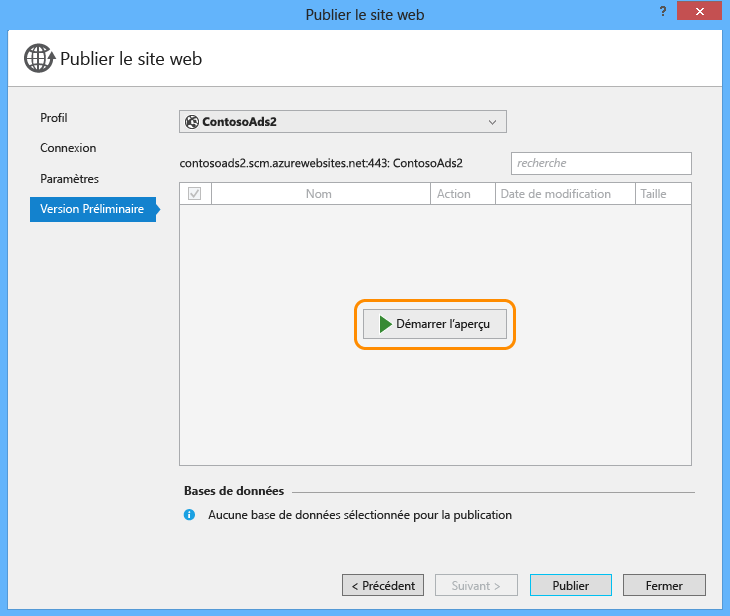 Publier le site web
?
Publier le site web
Profil
Connexion
Paramètres
Version Préliminaire
ContosoAds2
contosoads2.scm.azurewebsites.net:443: ContosoAds2
recherche
Nom Action Date de modification Taille
Démarrer l'aperçu
Bases de données
Aucune base de données sélectionnée pour la publication
< Précédent Suivant > Publier Fermer